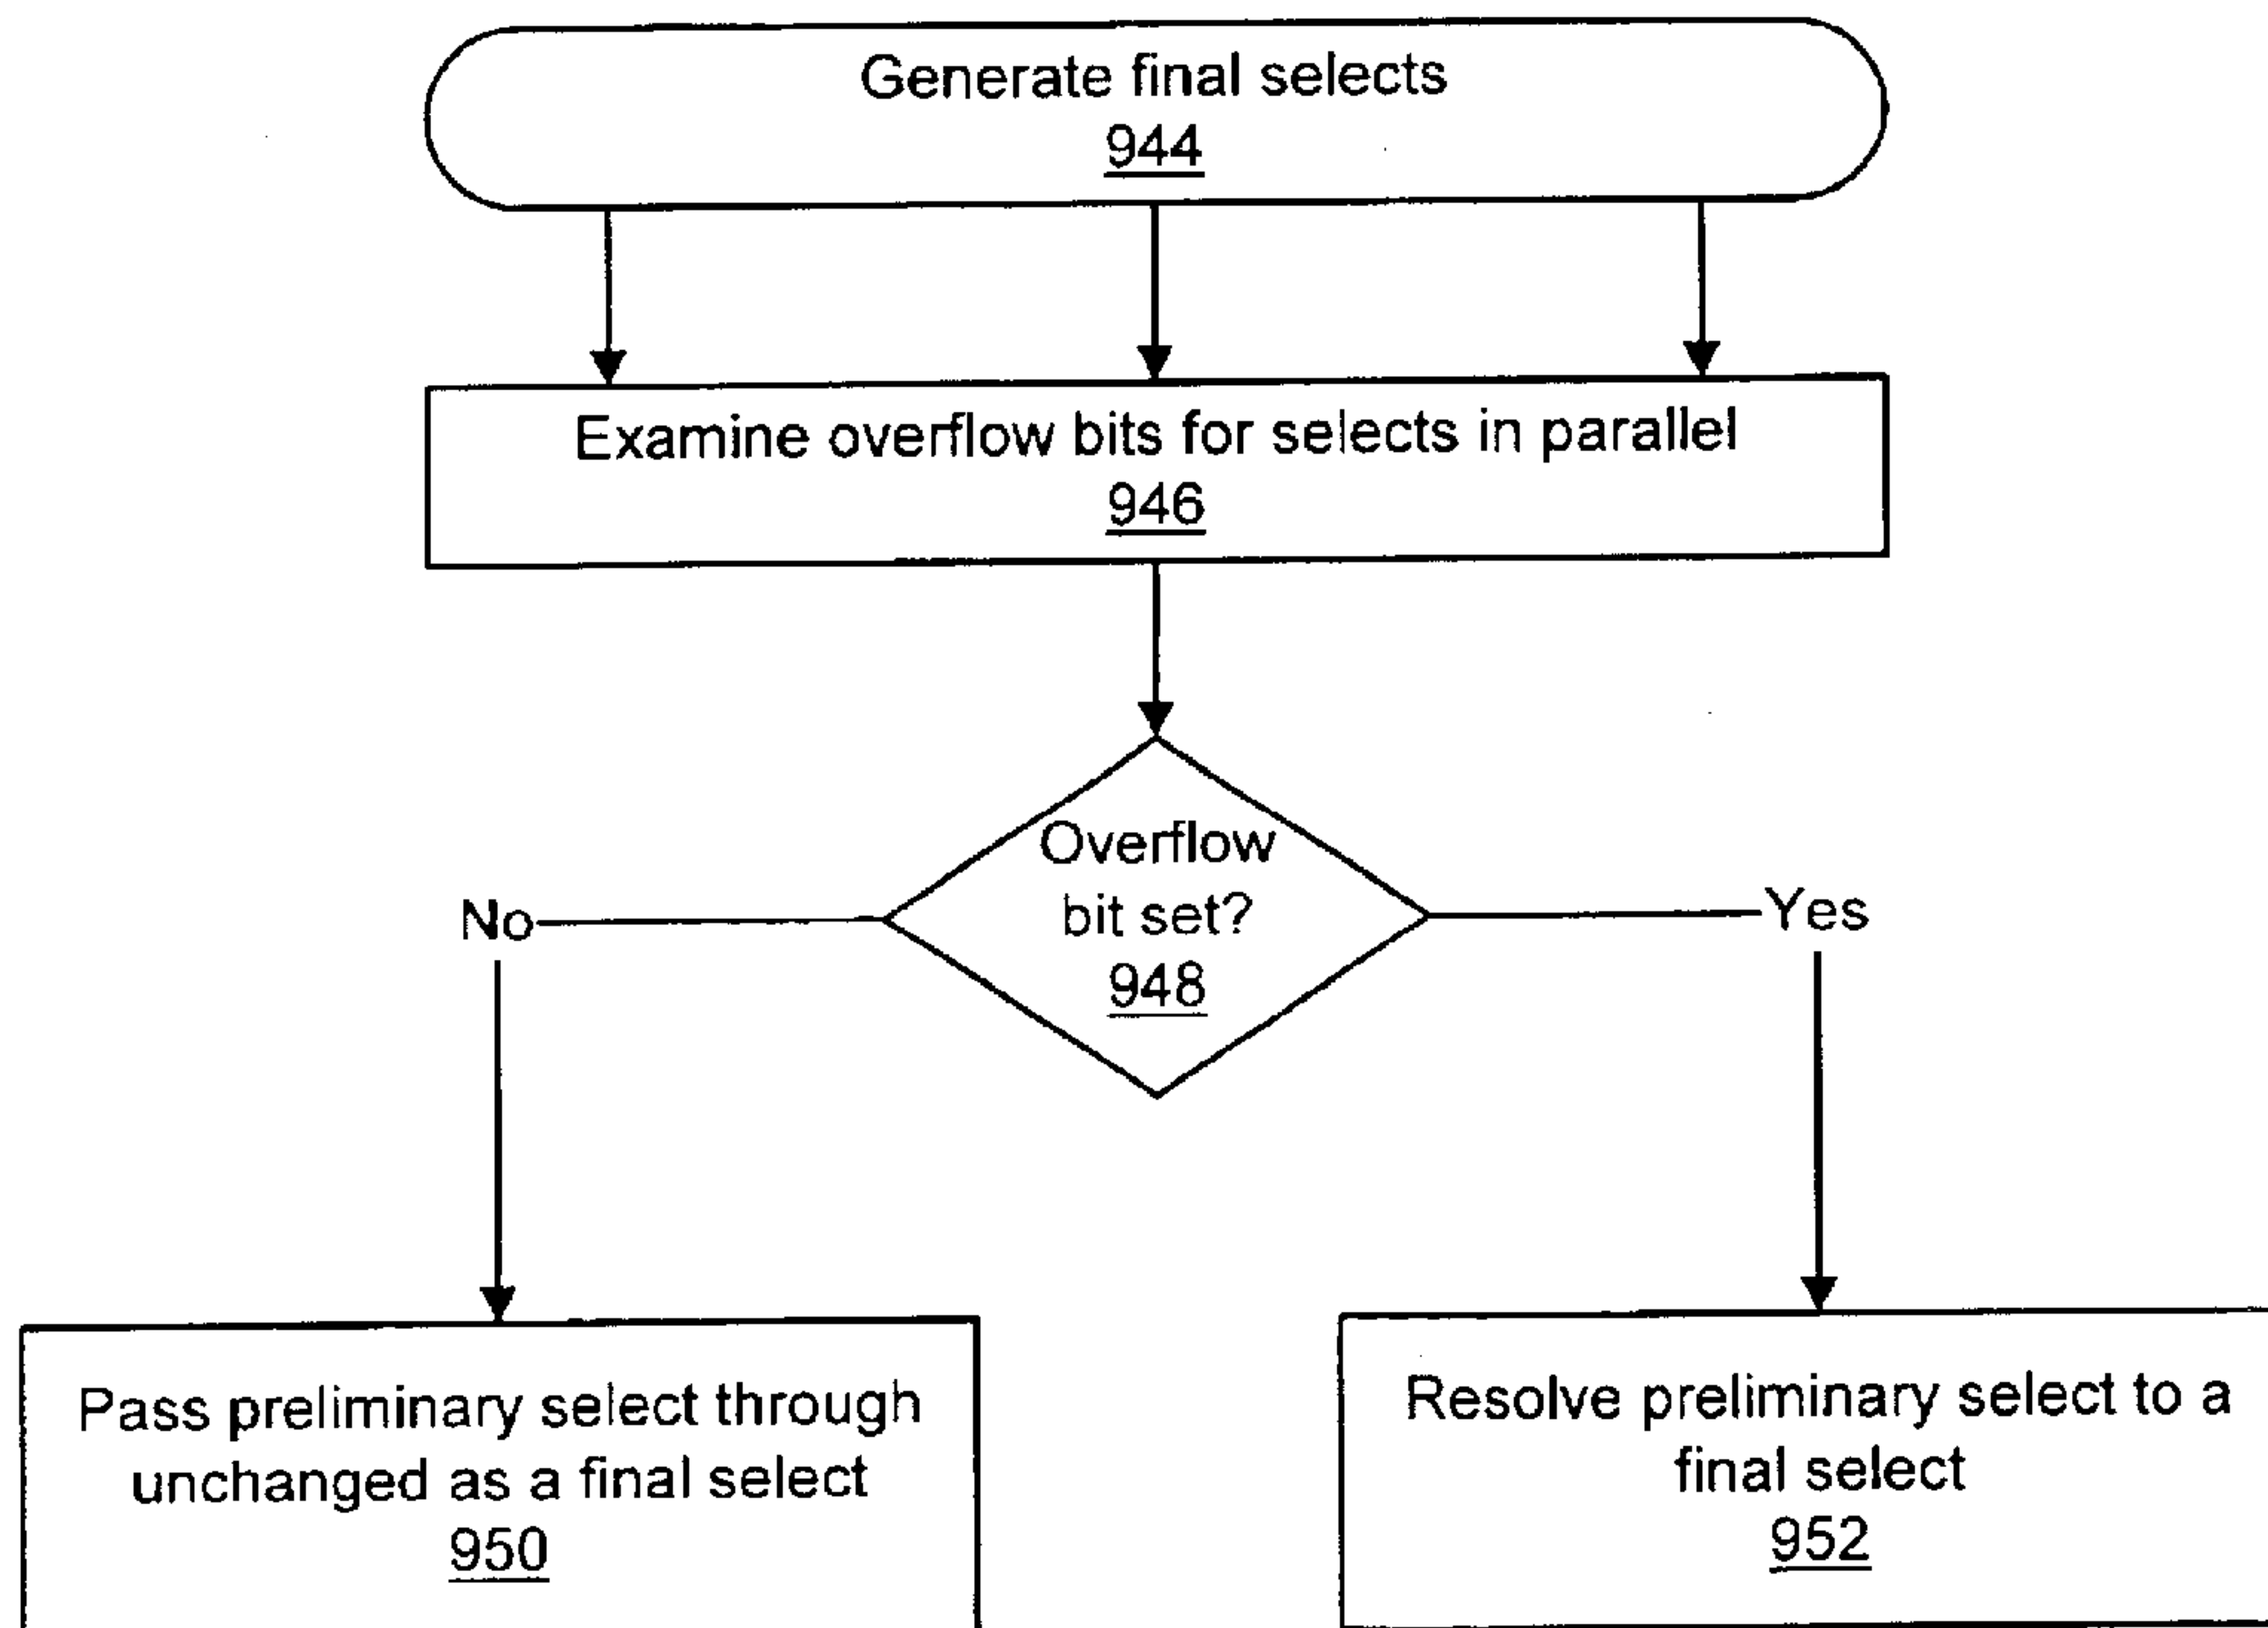 Generate final selects
944
Examine overflow bits for selects in parallel
946
Overflow
bit set?
948
No
Yes
Pass preliminary select through
unchanged as a final select
950
Resolve preliminary select to a
final select
952